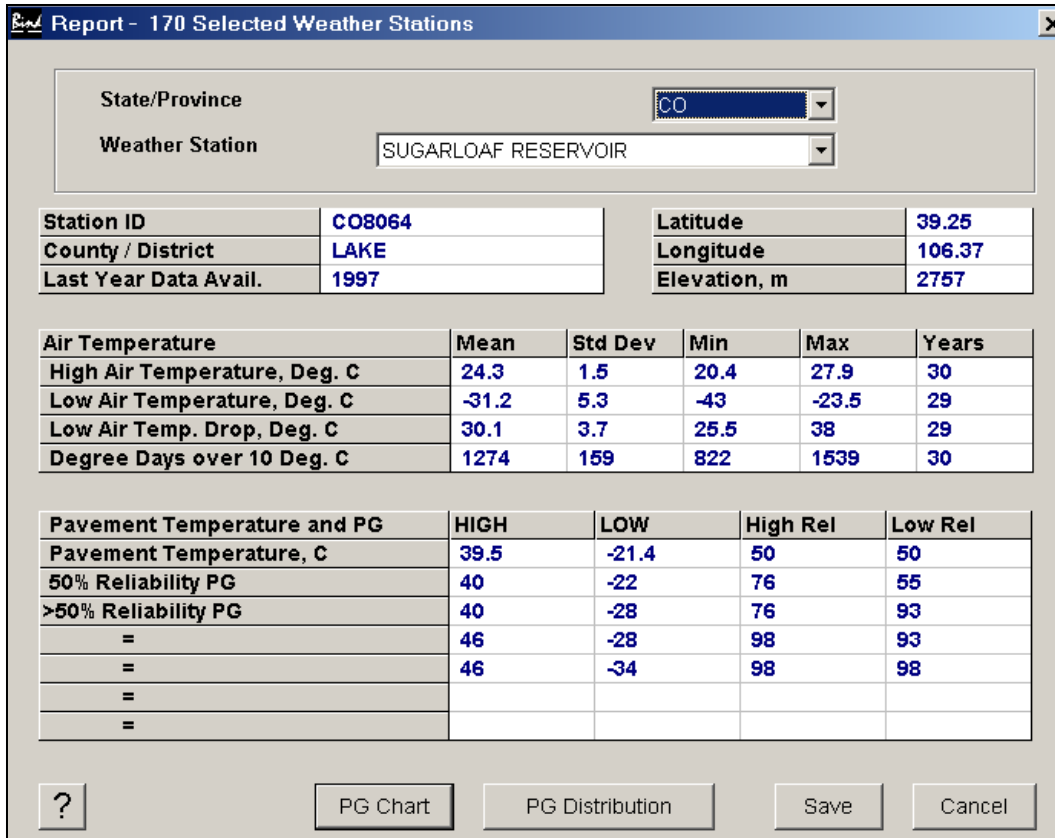 Bind Report - 170 Selected Weather Stations x
State/Province CO
Weather Station SUGARLOAF RESERVOIR
Station ID CO8064 Latitude 39.25
County / District LAKE Longitude 106.37
Last Year Data Avail. 1997 Elevation, m 2757
Air Temperature Mean Std Dev Min Max Years
High Air Temperature, Deg. C 24.3 1.5 20.4 27.9 30
Low Air Temperature, Deg. C -31.2 5.3 -43 -23.5 29
Low Air Temp. Drop, Deg. C 30.1 3.7 25.5 38 29
Degree Days over 10 Deg. C 1274 159 822 1539 30
Pavement Temperature and PG HIGH LOW High Rel Low Rel
Pavement Temperature, C 39.5 -21.4 50 50
50% Reliability PG 40 -22 76 55
>50% Reliability PG 40 -28 76 93
= 46 -28 98 93
= 46 -34 98 98
=
=
? PG Chart PG Distribution Save Cancel